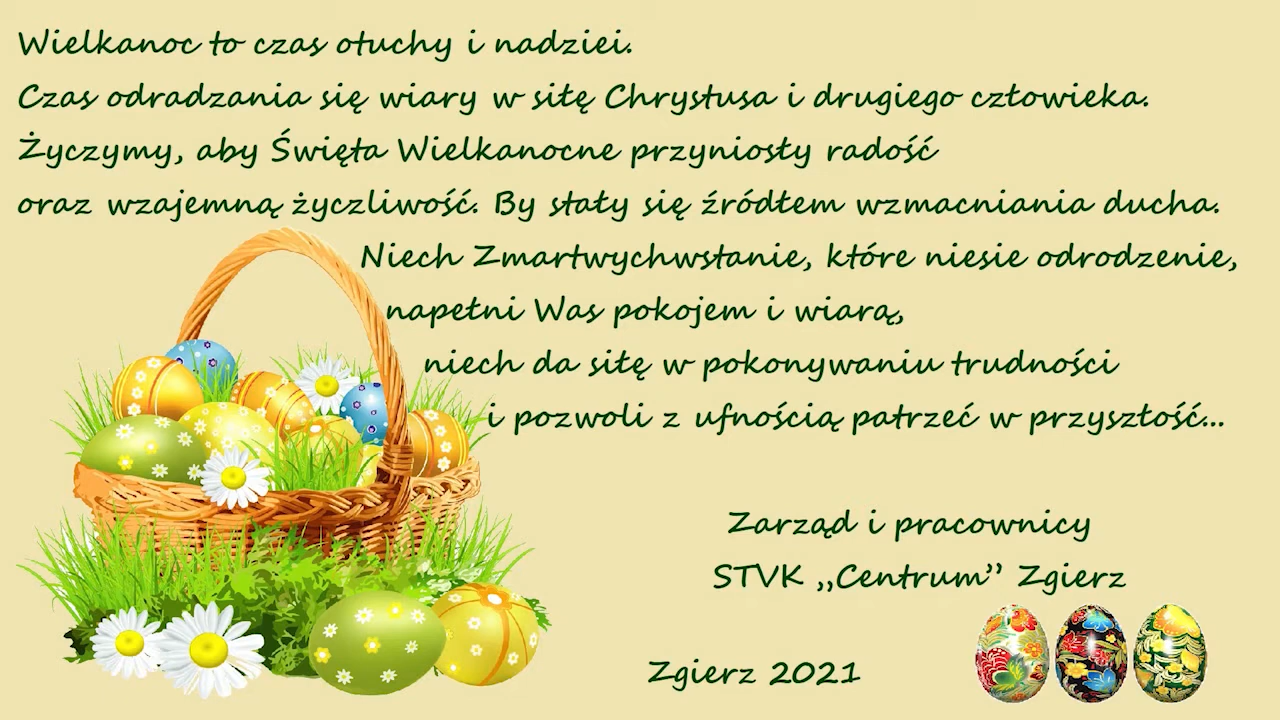 Wielkanoc to czas otuchy i nadziei.
Czas odradzania się wiary w siłę Chrystusa i drugiego człowieka.
Życzymy, aby Święta Wielkanocne przyniosły radość
oraz wzajemną życzliwość. By stały się źródłem wzmacniania ducha.
Niech Zmartwychwstanie, które niesie odrodzenie,
napełni Was pokojem i wiarą,
niech da siłę w pokonywaniu trudności
i pozwoli z ufnością patrzeć w przyszłość...
Zarząd i pracownicy
STVK „Centrum” Zgierz
Zgierz 2021